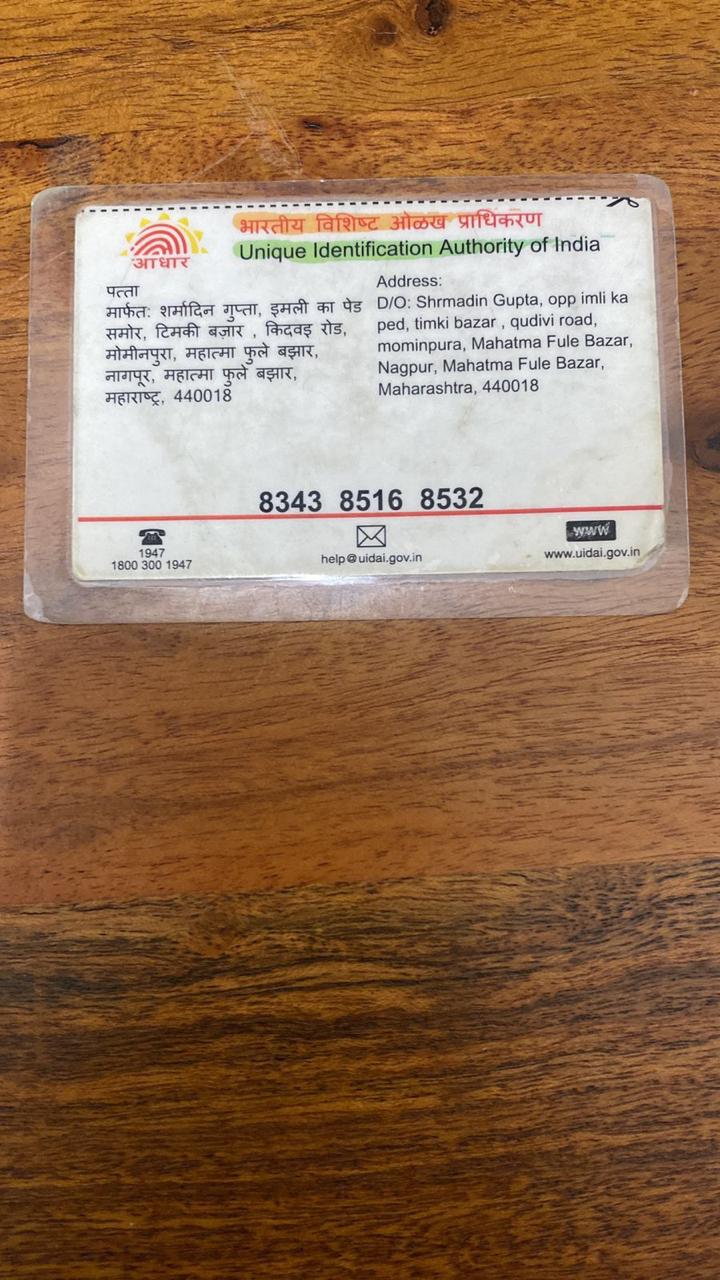 भारतीय विशिष्ट ओळख प्राधिकरण
Unique Identification Authority of India
आधार
पत्ता
मार्फत: शर्मादिन गुप्ता, इमली का पेड
समोर, टिमकी बज़ार , किदवइ रोड,
मोमीनपुरा, महात्मा फुले बझार,
नागपूर, महात्मा फुले बझार,
महाराष्ट्र, 440018
Address:
D/O: Shrmadin Gupta, opp imli ka
ped, timki bazar , qudivi road,
mominpura, Mahatma Fule Bazar,
Nagpur, Mahatma Fule Bazar,
Maharashtra, 440018
8343 8516 8532
1947
1800 300 1947
help@uidai.gov.in
www
www.uidai.gov.in